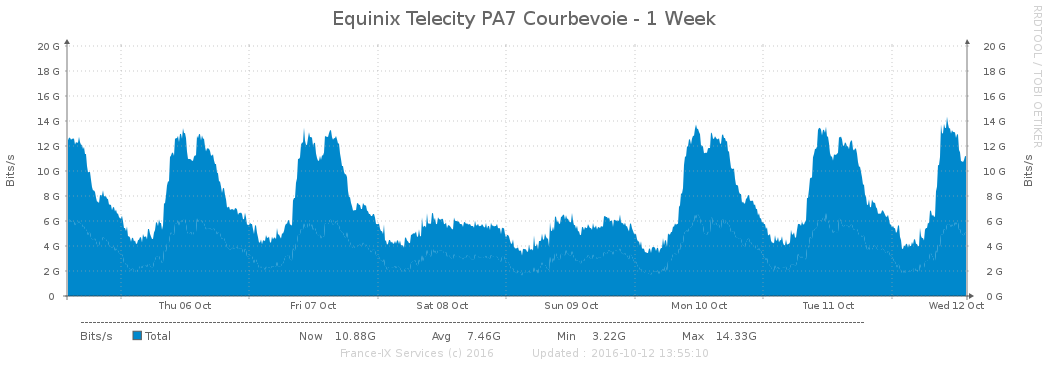 Equinix Telecity PA7 Courbevoie - 1 Week
RRDTOOL / TOBI OETIKER
20 G 20 G
18 G 18 G
16 G 16 G
14 G 14 G
12 G 12 G
10 G 10 G
8 G 8 G
6 G 6 G
4 G 4 G
2 G 2 G
0 0 G
Bits/s
Bits/s
Thu 06 Oct Fri 07 Oct Sat 08 Oct Sun 09 Oct Mon 10 Oct Tue 11 Oct Wed 12 Oct
Bits/s Total Now 10.88G Avg 7.46G Min 3.22G Max 14.33G
France-IX Services (c) 2016 Updated : 2016-10-12 13:55:10